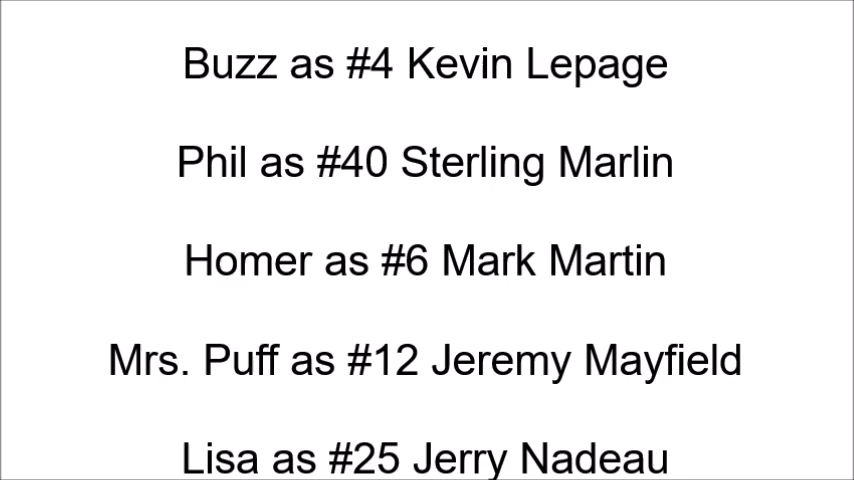 Buzz as #4 Kevin Lepage
Phil as #40 Sterling Marlin
Homer as #6 Mark Martin
Mrs. Puff as #12 Jeremy Mayfield
Lisa as #25 Jerry Nadeau